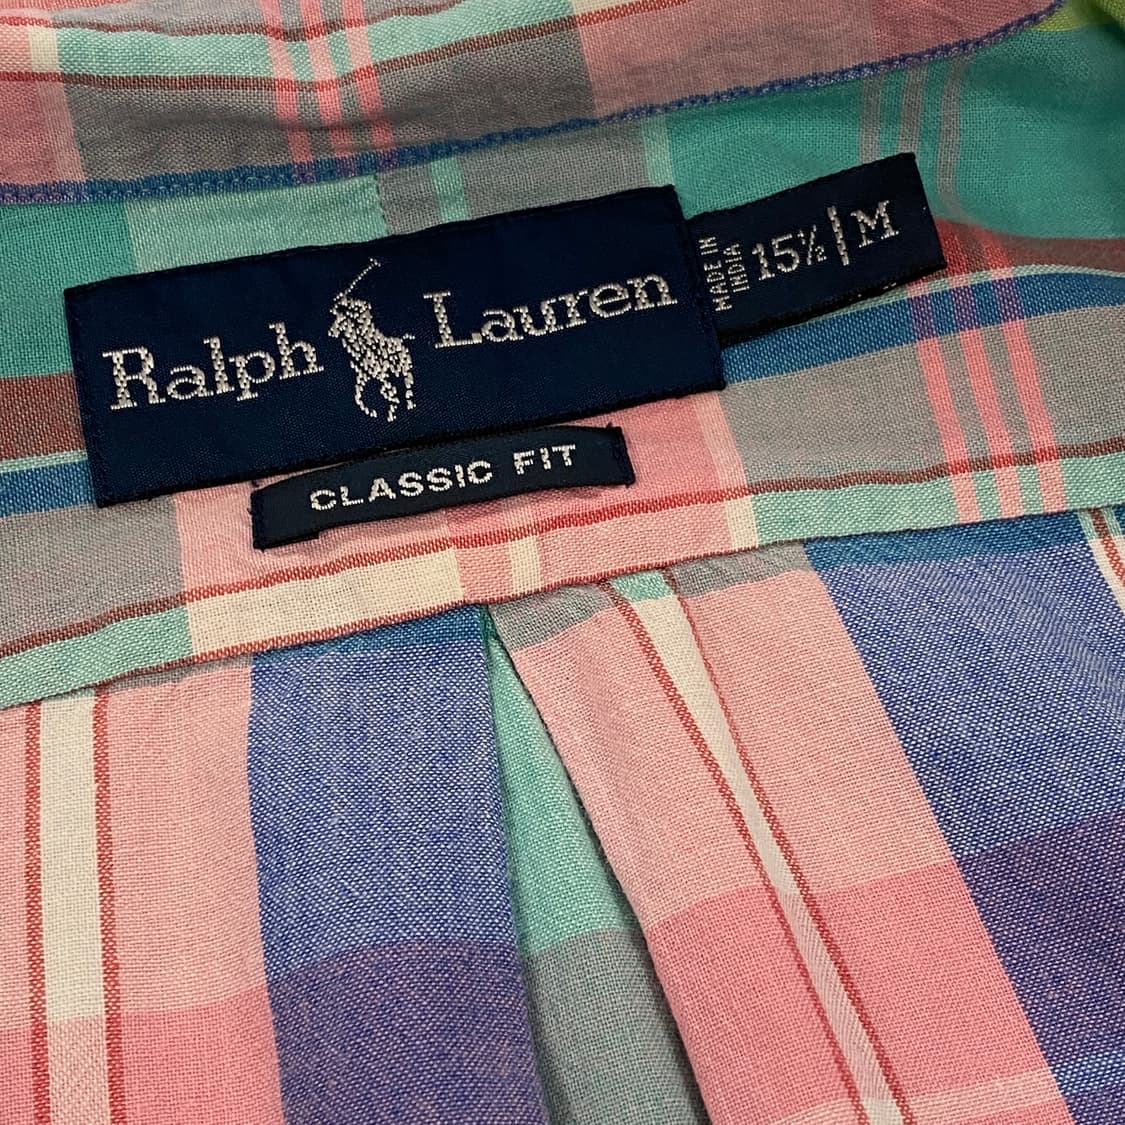 Ralph Lauren
MADE IN
INDIA
15½ | M
CLASSIC FIT